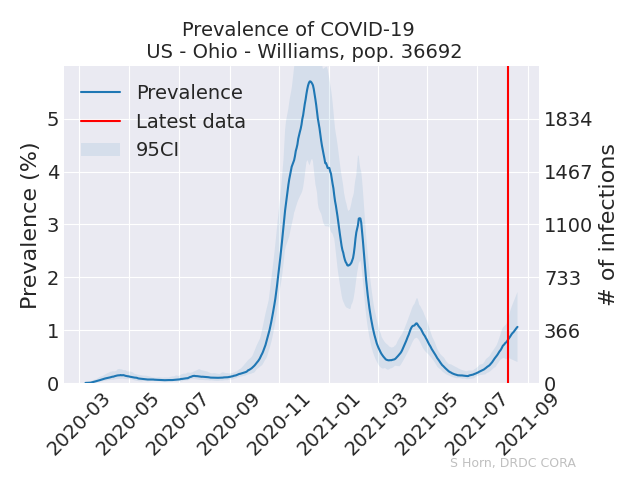 Prevalence of COVID-19
US - Ohio - Williams, pop. 36692
Prevalence
Latest data
95CI
Prevalence (%)
5
4
3
2
1
0
1834
1467
1100
733
366
0
# of infections
2020-03
2020-05
2020-07
2020-09
2020-11
2021-01
2021-03
2021-05
2021-07
2021-09
S Horn, DRDC CORA